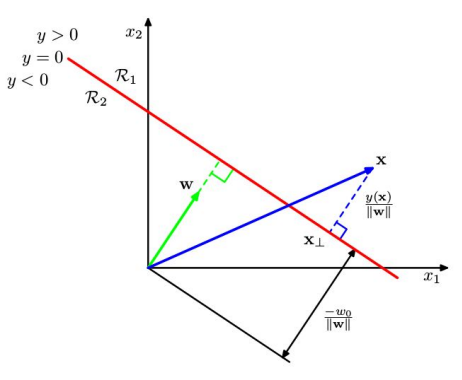 y > 0
x₂
y = 0
y < 0
ℛ₁
ℛ₂
x
w
y(x)/‖w‖
x⊥
x₁
−w₀/‖w‖